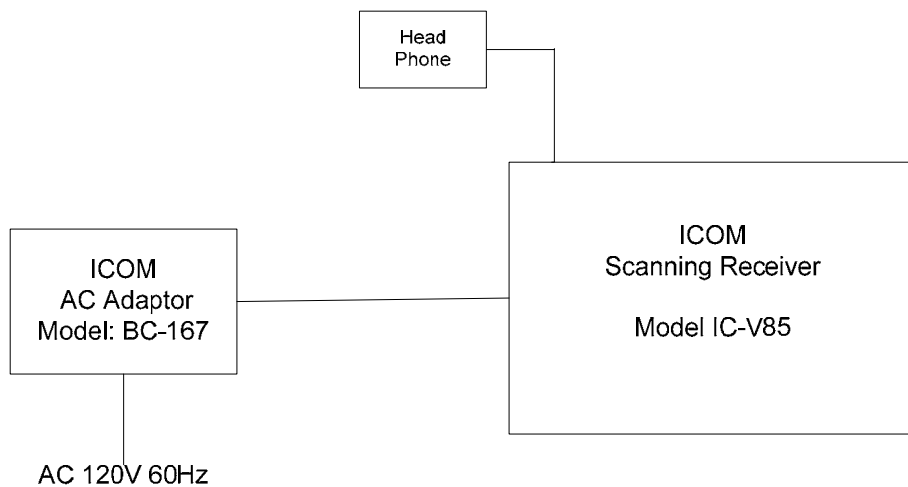 Head
Phone
ICOM
Scanning Receiver
Model IC-V85
ICOM
AC Adaptor
Model: BC-167
AC 120V 60Hz